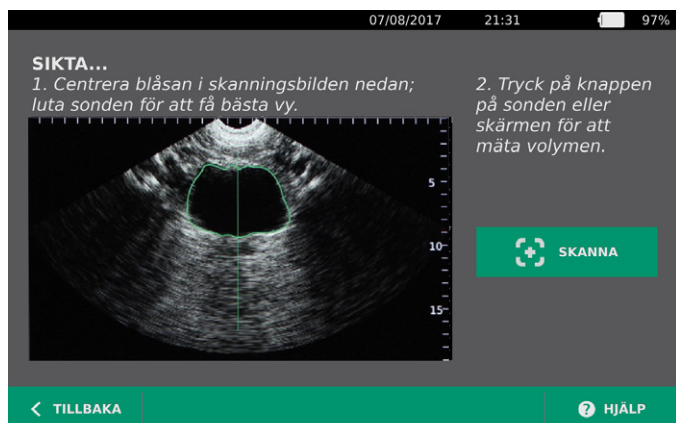 07/08/2017 21:31 97%
SIKTA...
1. Centrera blåsan i skanningsbilden nedan;
luta sonden för att få bästa vy.
2. Tryck på knappen
på sonden eller
skärmen för att
mäta volymen.
5
10
15
SKANNA
TILLBAKA
? HJÄLP